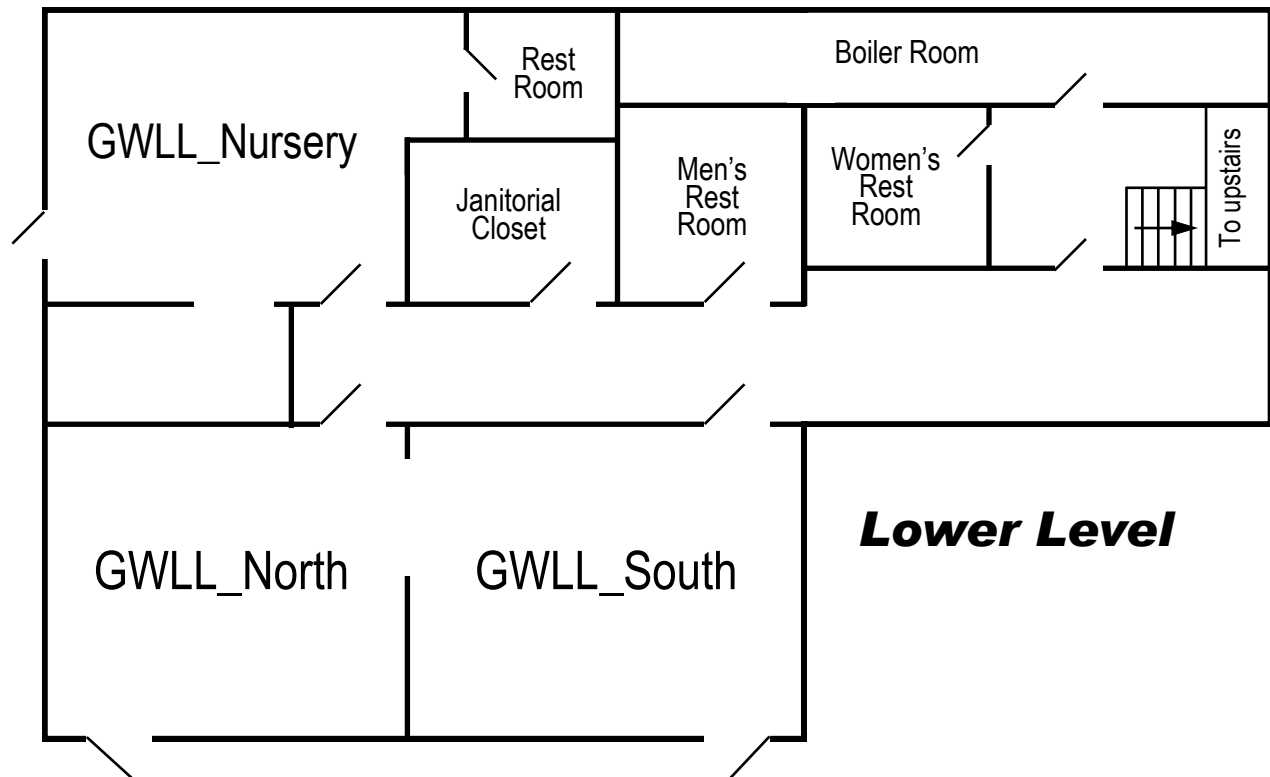 Rest
Room
Boiler Room
GWLL_Nursery
Janitorial
Closet
Men’s
Rest
Room
Women’s
Rest
Room
To upstairs
Lower Level
GWLL_North
GWLL_South